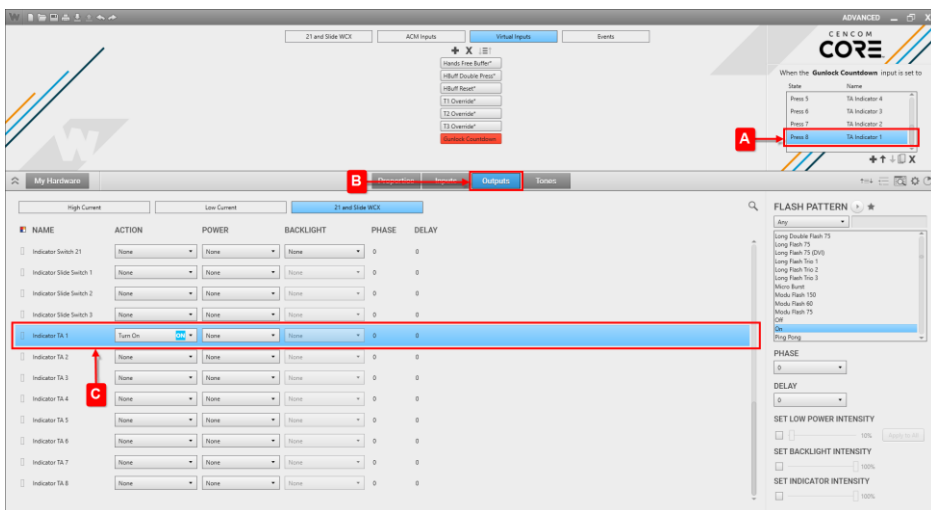 W
ADVANCED
21 and Slide WCX
ACM Inputs
Virtual Inputs
Events
Hands Free Buffer*
HBuff Double Press*
HBuff Reset*
T1 Override*
T2 Override*
T3 Override*
Gunlock Countdown
CENCOM
CORE
When the Gunlock Countdown input is set to
State Name
Press 5 TA Indicator 4
Press 6 TA Indicator 3
Press 7 TA Indicator 2
Press 8 TA Indicator 1
A
My Hardware
B
Properties
Inputs
Outputs
Tones
High Current
Low Current
21 and Slide WCX
NAME ACTION POWER BACKLIGHT PHASE DELAY
Indicator Switch 21 None None None 0 0
Indicator Slide Switch 1 None None None 0 0
Indicator Slide Switch 2 None None None 0 0
Indicator Slide Switch 3 None None None 0 0
Indicator TA 1 Turn On ON None None 0 0
Indicator TA 2 None None None 0 0
Indicator TA 3 None None None 0 0
Indicator TA 4 None None None 0 0
Indicator TA 5 None None None 0 0
Indicator TA 6 None None None 0 0
Indicator TA 7 None None None 0 0
Indicator TA 8 None None None 0 0
C
FLASH PATTERN
Any
Long Double Flash 75
Long Flash 75
Long Flash 75 (DVI)
Long Flash Trio 1
Long Flash Trio 2
Long Flash Trio 3
Micro Burst
Modu Flash 150
Modu Flash 60
Modu Flash 75
Off
On
Ping Pong
PHASE
0
DELAY
0
SET LOW POWER INTENSITY
10% Apply to All
SET BACKLIGHT INTENSITY
100%
SET INDICATOR INTENSITY
100%